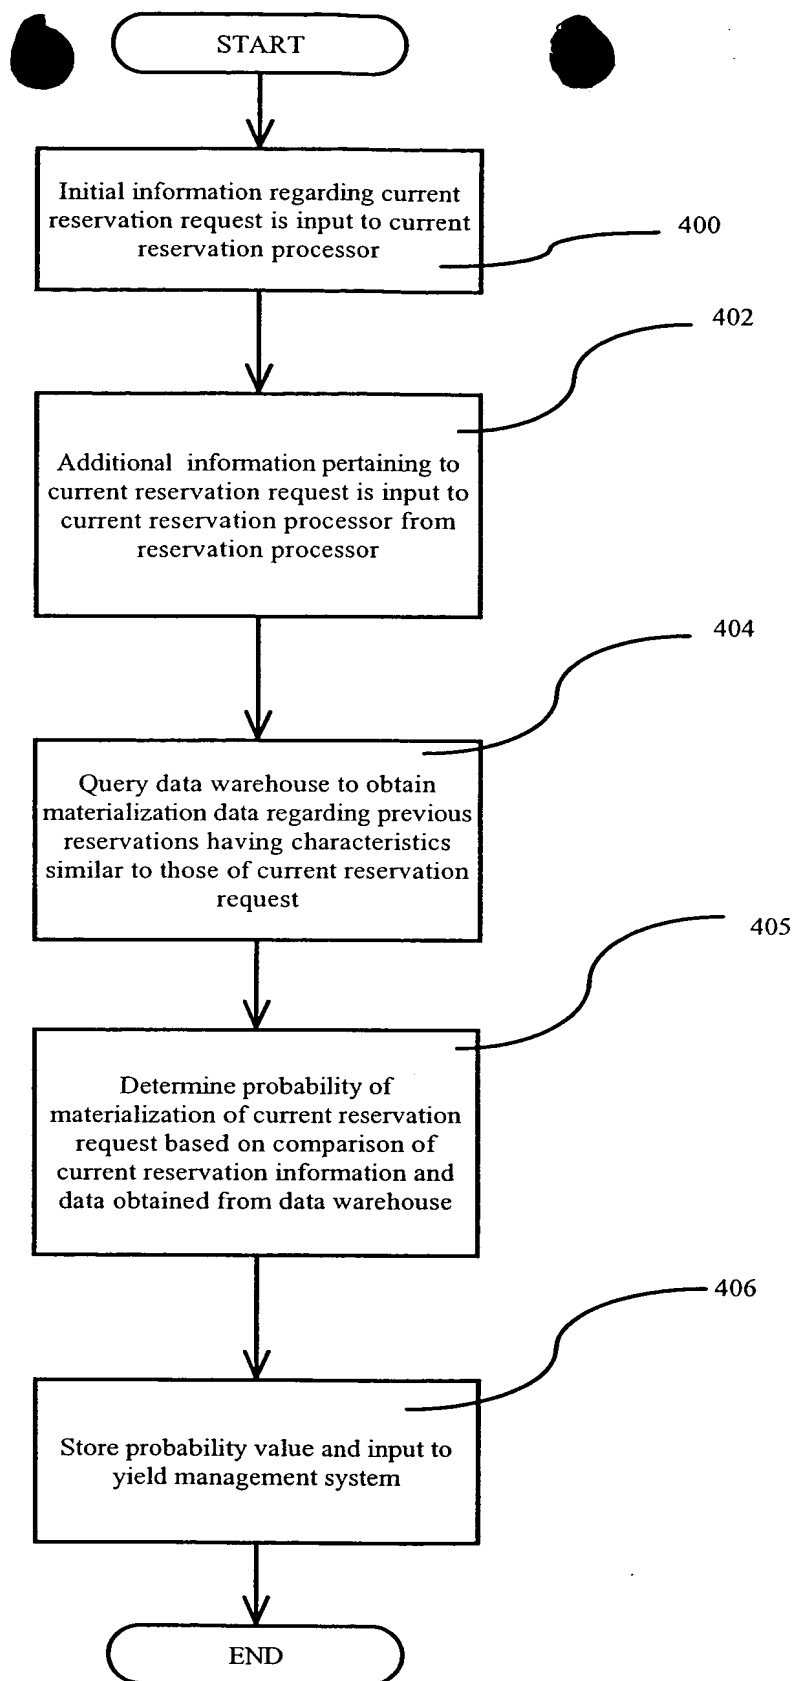 START
Initial information regarding current
reservation request is input to current
reservation processor
400
402
Additional information pertaining to
current reservation request is input to
current reservation processor from
reservation processor
404
Query data warehouse to obtain
materialization data regarding previous
reservations having characteristics
similar to those of current reservation
request
405
Determine probability of
materialization of current reservation
request based on comparison of
current reservation information and
data obtained from data warehouse
406
Store probability value and input to
yield management system
END